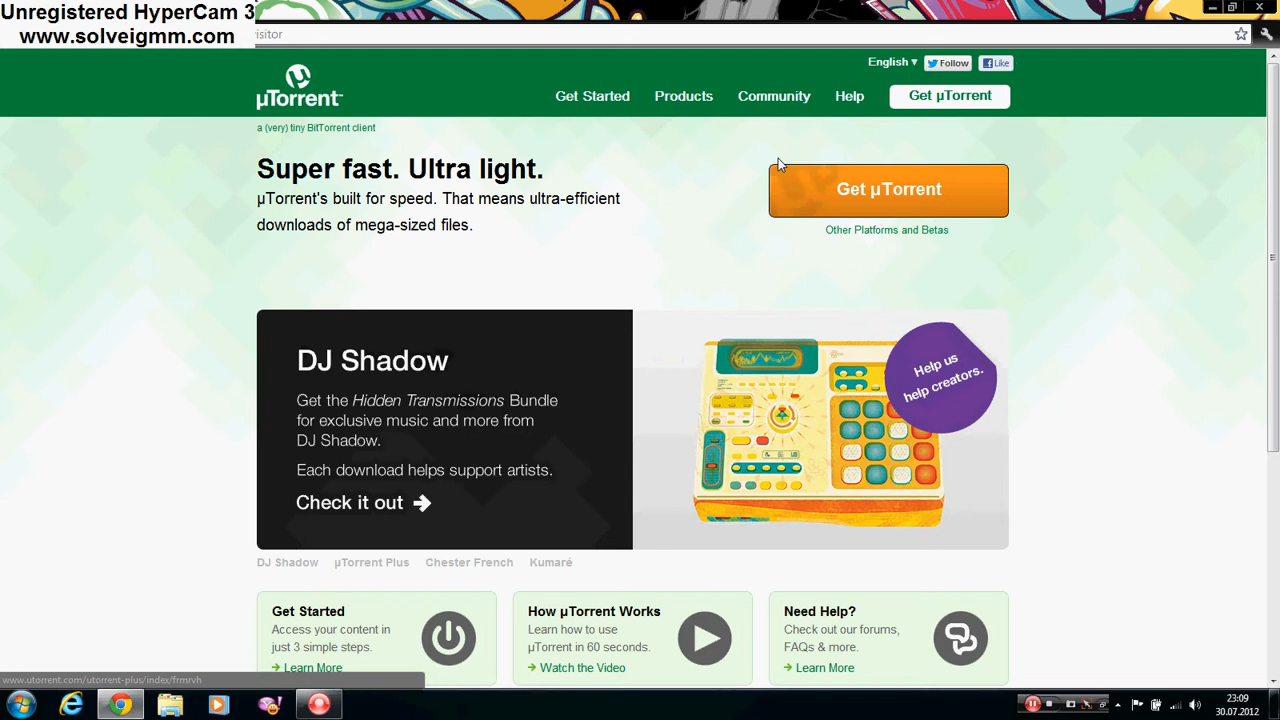 Unregistered HyperCam 3
www.solveigmm.com
isitor
English ▾
Follow
Like
µTorrent™
Get Started
Products
Community
Help
Get µTorrent
a (very) tiny BitTorrent client
Super fast. Ultra light.
µTorrent's built for speed. That means ultra-efficient
downloads of mega-sized files.
Get µTorrent
Other Platforms and Betas
DJ Shadow
Get the Hidden Transmissions Bundle
for exclusive music and more from
DJ Shadow.
Each download helps support artists.
Check it out →
Help us
help creators.
DJ Shadow
µTorrent Plus
Chester French
Kumaré
Get Started
Access your content in
just 3 simple steps.
Learn More
How µTorrent Works
Learn how to use
µTorrent in 60 seconds.
Watch the Video
Need Help?
Check out our forums,
FAQs & more.
Learn More
www.utorrent.com/utorrent-plus/index/frmrvh
23:09
30.07.2012